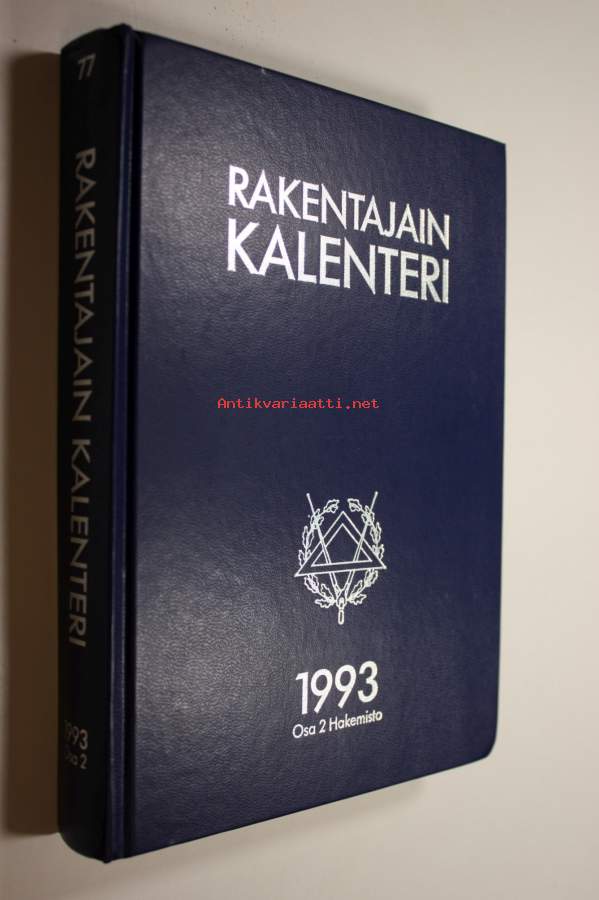 77
RAKENTAJAIN KALENTERI
1993
Osa 2
RAKENTAJAIN
KALENTERI
Antikvariaatti.net
1993
Osa 2 Hakemisto